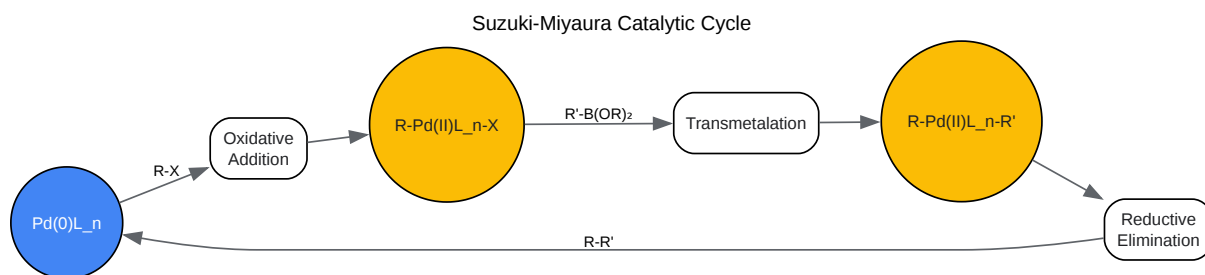 Suzuki-Miyaura Catalytic Cycle
Pd(0)L_n
R-X
Oxidative
Addition
R-Pd(II)L_n-X
R'-B(OR)₂
Transmetalation
R-Pd(II)L_n-R'
Reductive
Elimination
R-R'